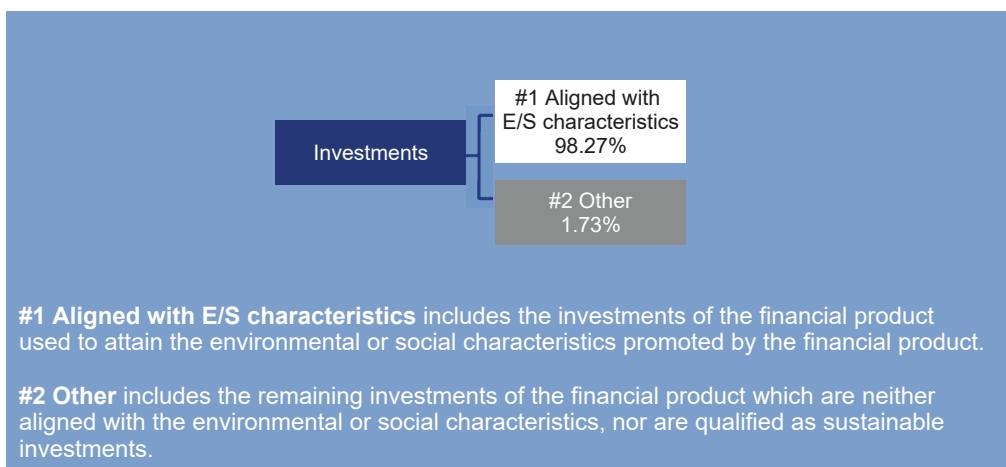 Investments
#1 Aligned with
E/S characteristics
98.27%
#2 Other
1.73%
#1 Aligned with E/S characteristics includes the investments of the financial product
used to attain the environmental or social characteristics promoted by the financial product.
#2 Other includes the remaining investments of the financial product which are neither
aligned with the environmental or social characteristics, nor are qualified as sustainable
investments.